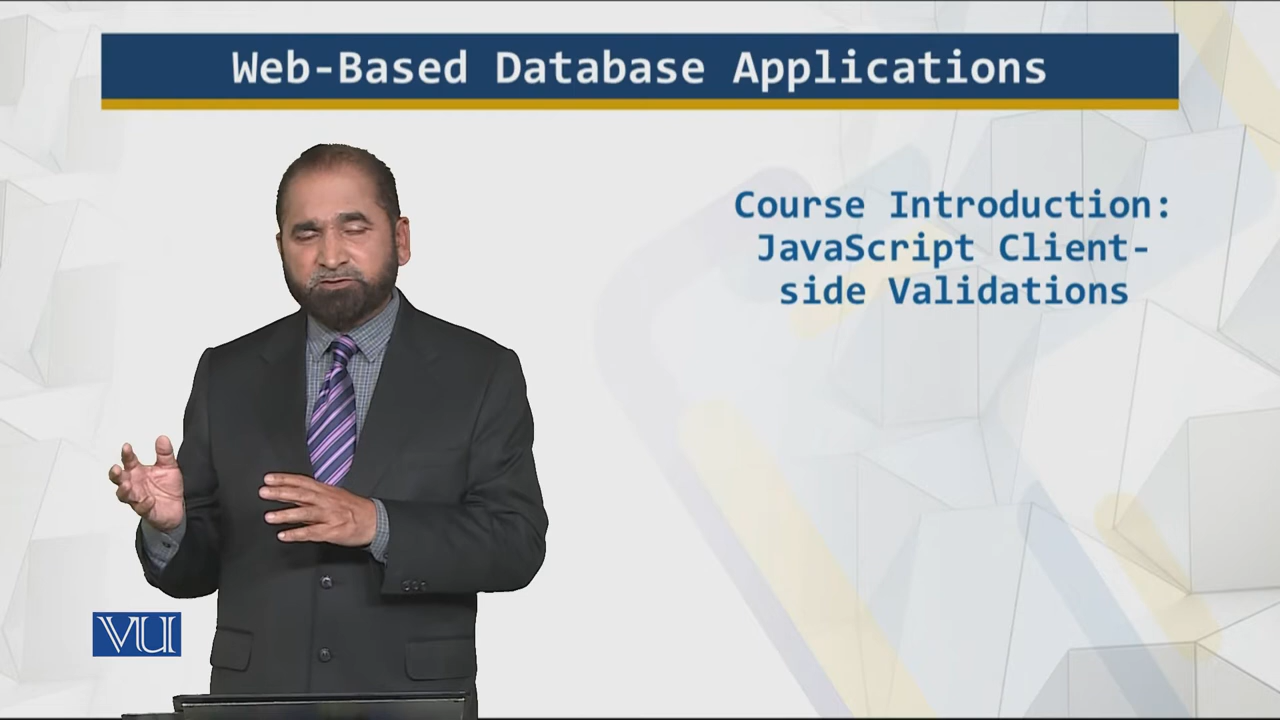 Web-Based Database Applications
Course Introduction:
JavaScript Client-
side Validations
VU